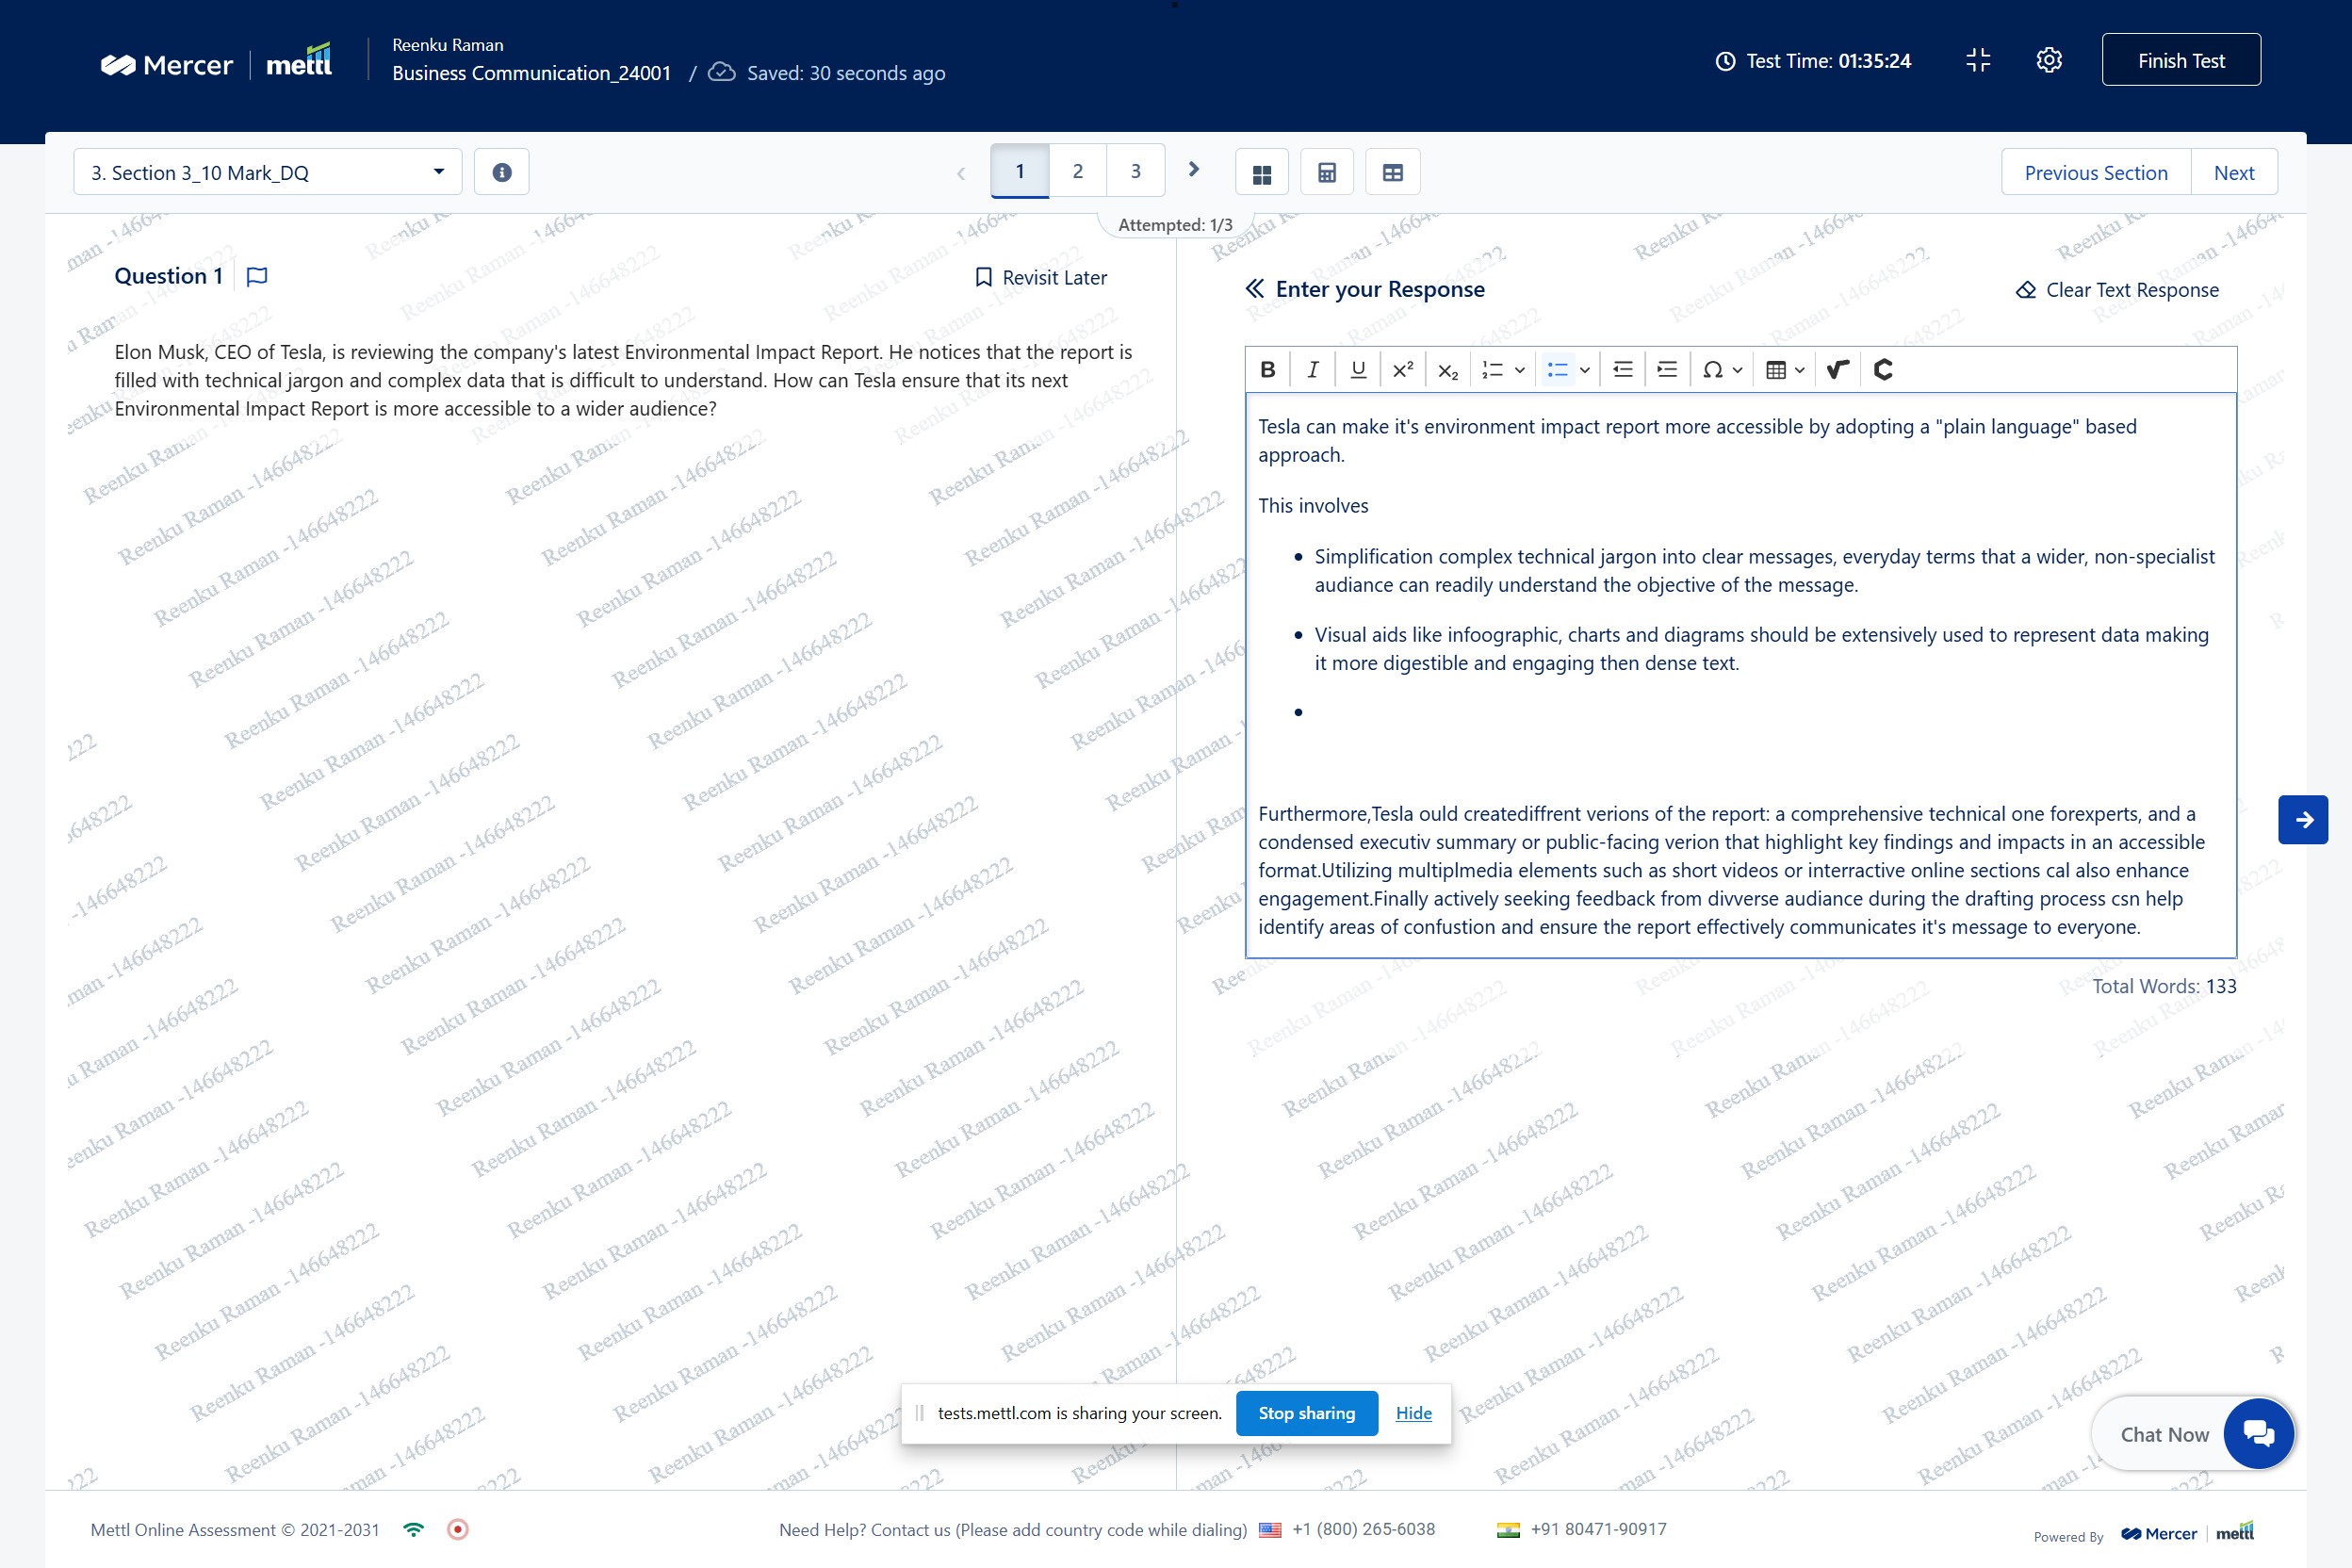 Mercer | mettl
Reenku Raman
Business Communication_24001 / Saved: 30 seconds ago
Test Time: 01:35:24
Finish Test
3. Section 3_10 Mark_DQ
1 2 3
Previous Section Next
Attempted: 1/3
Question 1
Revisit Later
Elon Musk, CEO of Tesla, is reviewing the company's latest Environmental Impact Report. He notices that the report is
filled with technical jargon and complex data that is difficult to understand. How can Tesla ensure that its next
Environmental Impact Report is more accessible to a wider audience?
Enter your Response
Clear Text Response
B I U x² x₂ Ω
Tesla can make it's environment impact report more accessible by adopting a "plain language" based
approach.
This involves
• Simplification complex technical jargon into clear messages, everyday terms that a wider, non-specialist
audiance can readily understand the objective of the message.
• Visual aids like infoographic, charts and diagrams should be extensively used to represent data making
it more digestible and engaging then dense text.
•
Furthermore,Tesla ould creatediffrent verions of the report: a comprehensive technical one forexperts, and a
condensed executiv summary or public-facing verion that highlight key findings and impacts in an accessible
format.Utilizing multiplmedia elements such as short videos or interractive online sections cal also enhance
engagement.Finally actively seeking feedback from divverse audiance during the drafting process csn help
identify areas of confustion and ensure the report effectively communicates it's message to everyone.
Total Words: 133
Reenku Raman -146648222
tests.mettl.com is sharing your screen. Stop sharing Hide
Chat Now
Mettl Online Assessment © 2021-2031
Need Help? Contact us (Please add country code while dialing) +1 (800) 265-6038 +91 80471-90917
Powered By Mercer | mettl